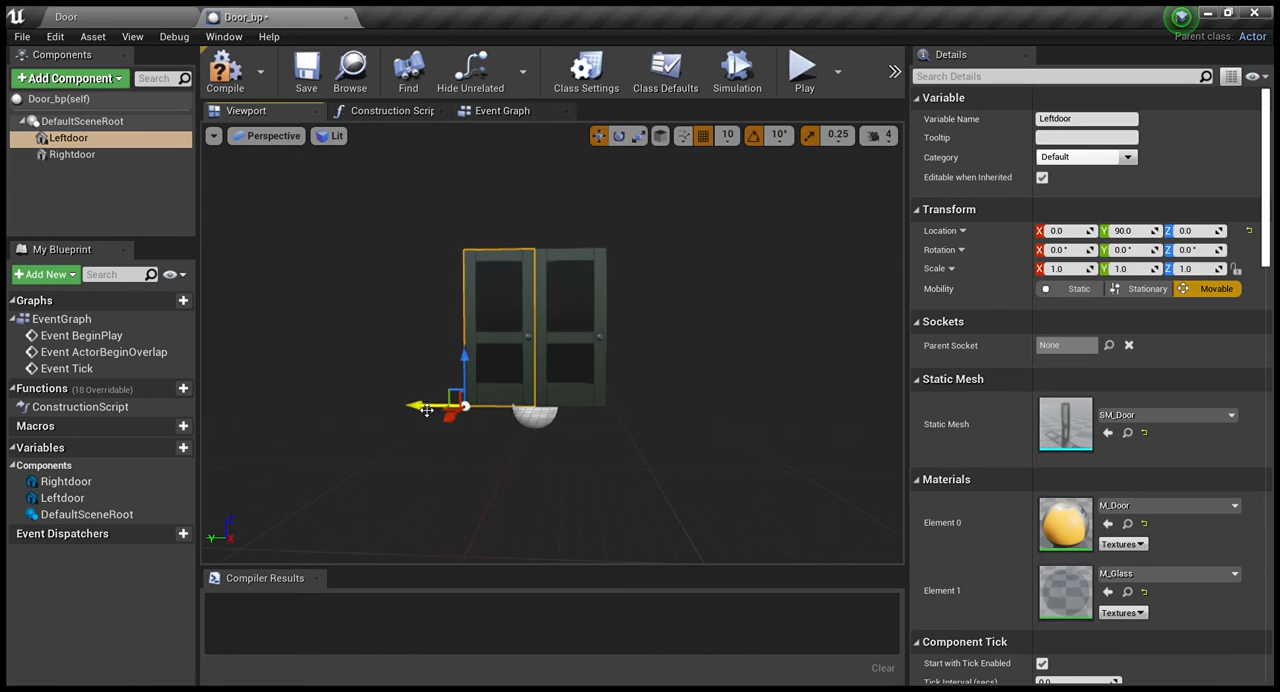 Door
Door_bp*
File Edit Asset View Debug Window Help
Parent class: Actor
Components
+Add Component
Search
Door_bp(self)
DefaultSceneRoot
Leftdoor
Rightdoor
My Blueprint
+Add New
Search
Graphs
EventGraph
Event BeginPlay
Event ActorBeginOverlap
Event Tick
Functions (18 Overridable)
ConstructionScript
Macros
Variables
Components
Rightdoor
Leftdoor
DefaultSceneRoot
Event Dispatchers
Compile
Save
Browse
Find
Hide Unrelated
Class Settings
Class Defaults
Simulation
Play
Viewport
Construction Scrip
Event Graph
Perspective
Lit
10
10°
0.25
4
Z
Y
X
Compiler Results
Clear
Details
Search Details
Variable
Variable Name Leftdoor
Tooltip
Category Default
Editable when Inherited
Transform
Location X 0.0 Y 90.0 Z 0.0
Rotation X 0.0° Y 0.0° Z 0.0°
Scale X 1.0 Y 1.0 Z 1.0
Mobility Static Stationary Movable
Sockets
Parent Socket None
Static Mesh
Static Mesh SM_Door
Materials
Element 0 M_Door
Textures
Element 1 M_Glass
Textures
Component Tick
Start with Tick Enabled
Tick Interval (secs) 0.0